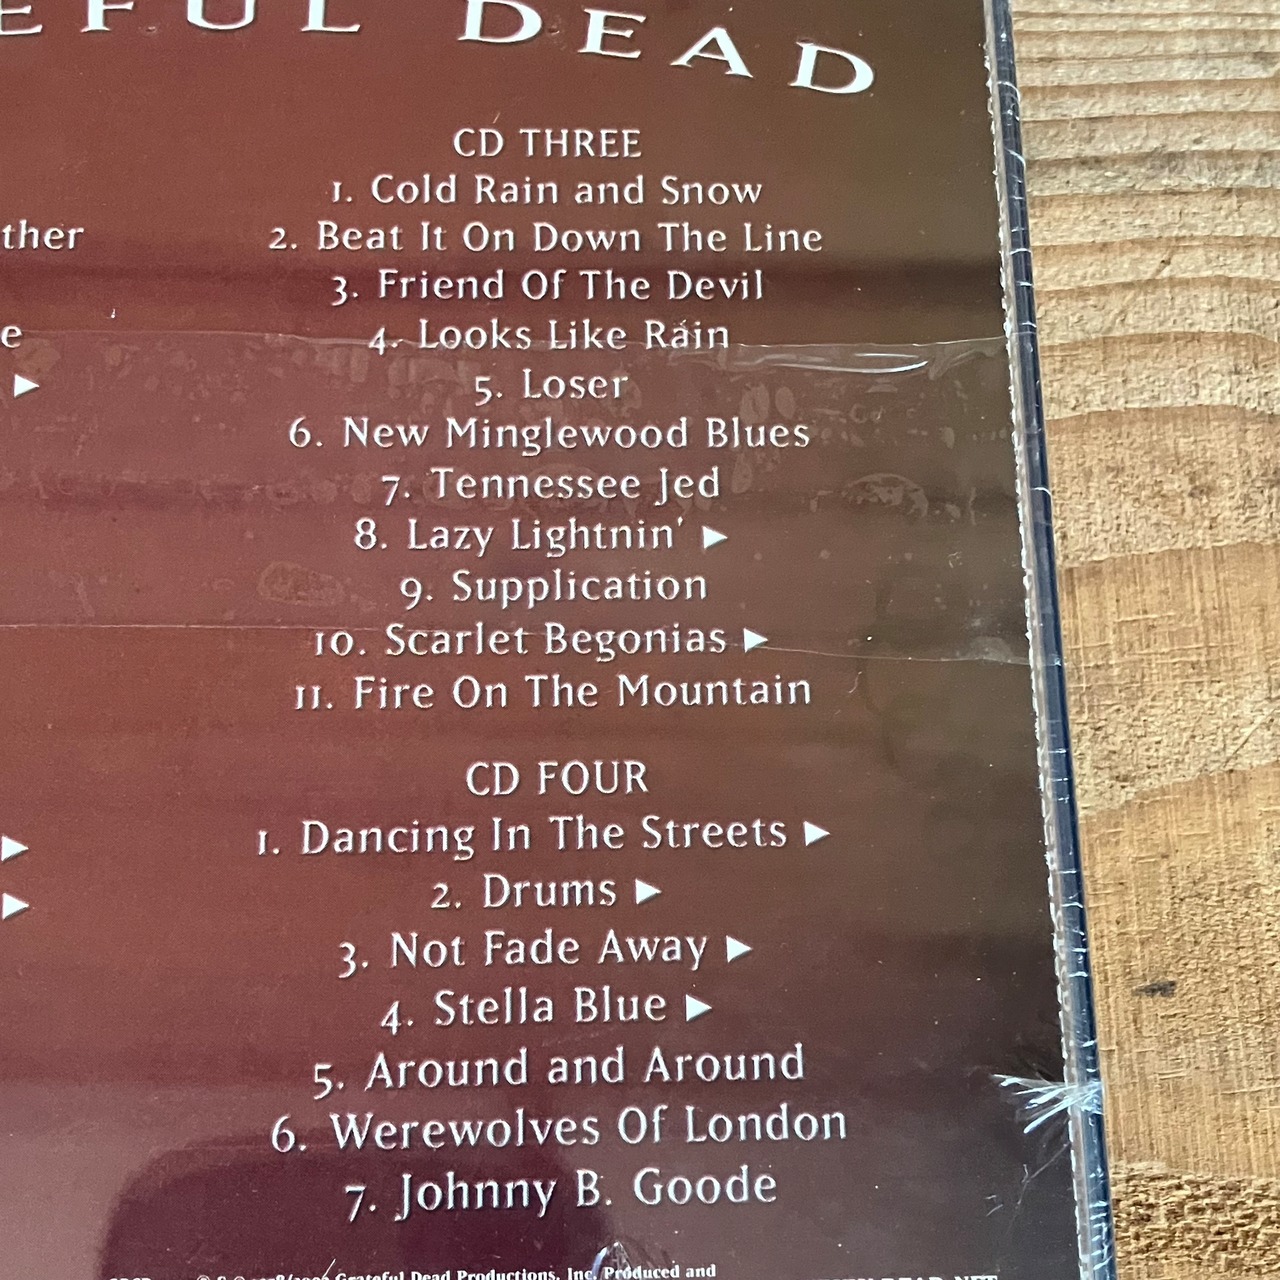 EFUL DEAD
ther
e ▶
▶
▶
CD THREE
1. Cold Rain and Snow
2. Beat It On Down The Line
3. Friend Of The Devil
4. Looks Like Rain
5. Loser
6. New Minglewood Blues
7. Tennessee Jed
8. Lazy Lightnin' ▶
9. Supplication
10. Scarlet Begonias ▶
11. Fire On The Mountain
CD FOUR
1. Dancing In The Streets ▶
2. Drums ▶
3. Not Fade Away ▶
4. Stella Blue ▶
5. Around and Around
6. Werewolves Of London
7. Johnny B. Goode
Grateful Dead Productions, Inc. Produced and